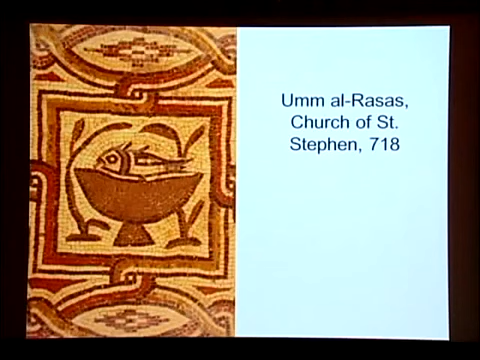 Umm al-Rasas,
Church of St.
Stephen, 718